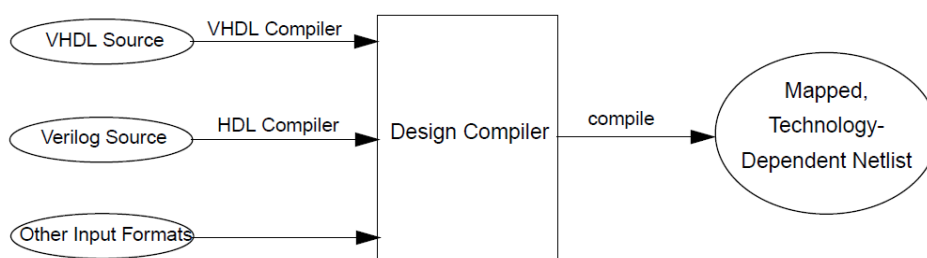 VHDL Source
VHDL Compiler
Verilog Source
HDL Compiler
Other Input Formats
Design Compiler
compile
Mapped,
Technology-
Dependent Netlist